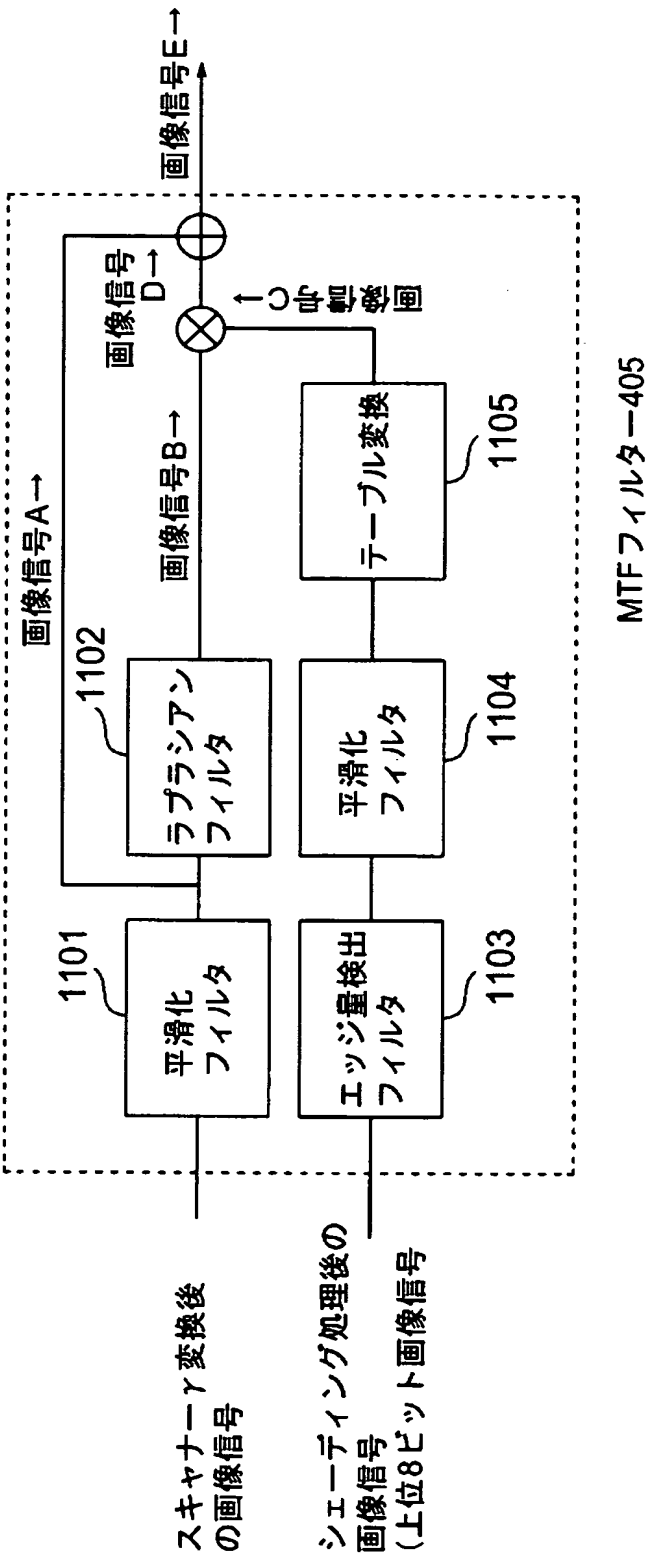 スキャナーγ変換後
の画像信号
シェーディング処理後の
画像信号
(上位8ビット画像信号
1101
平滑化
フィルタ
1102
ラプラシアン
フィルタ
1103
エッジ量検出
フィルタ
1104
平滑化
フィルタ
1105
テーブル変換
画像信号A→
画像信号B→
画像信号C→
画像信号
D→
画像信号E→
MTFフィルター405